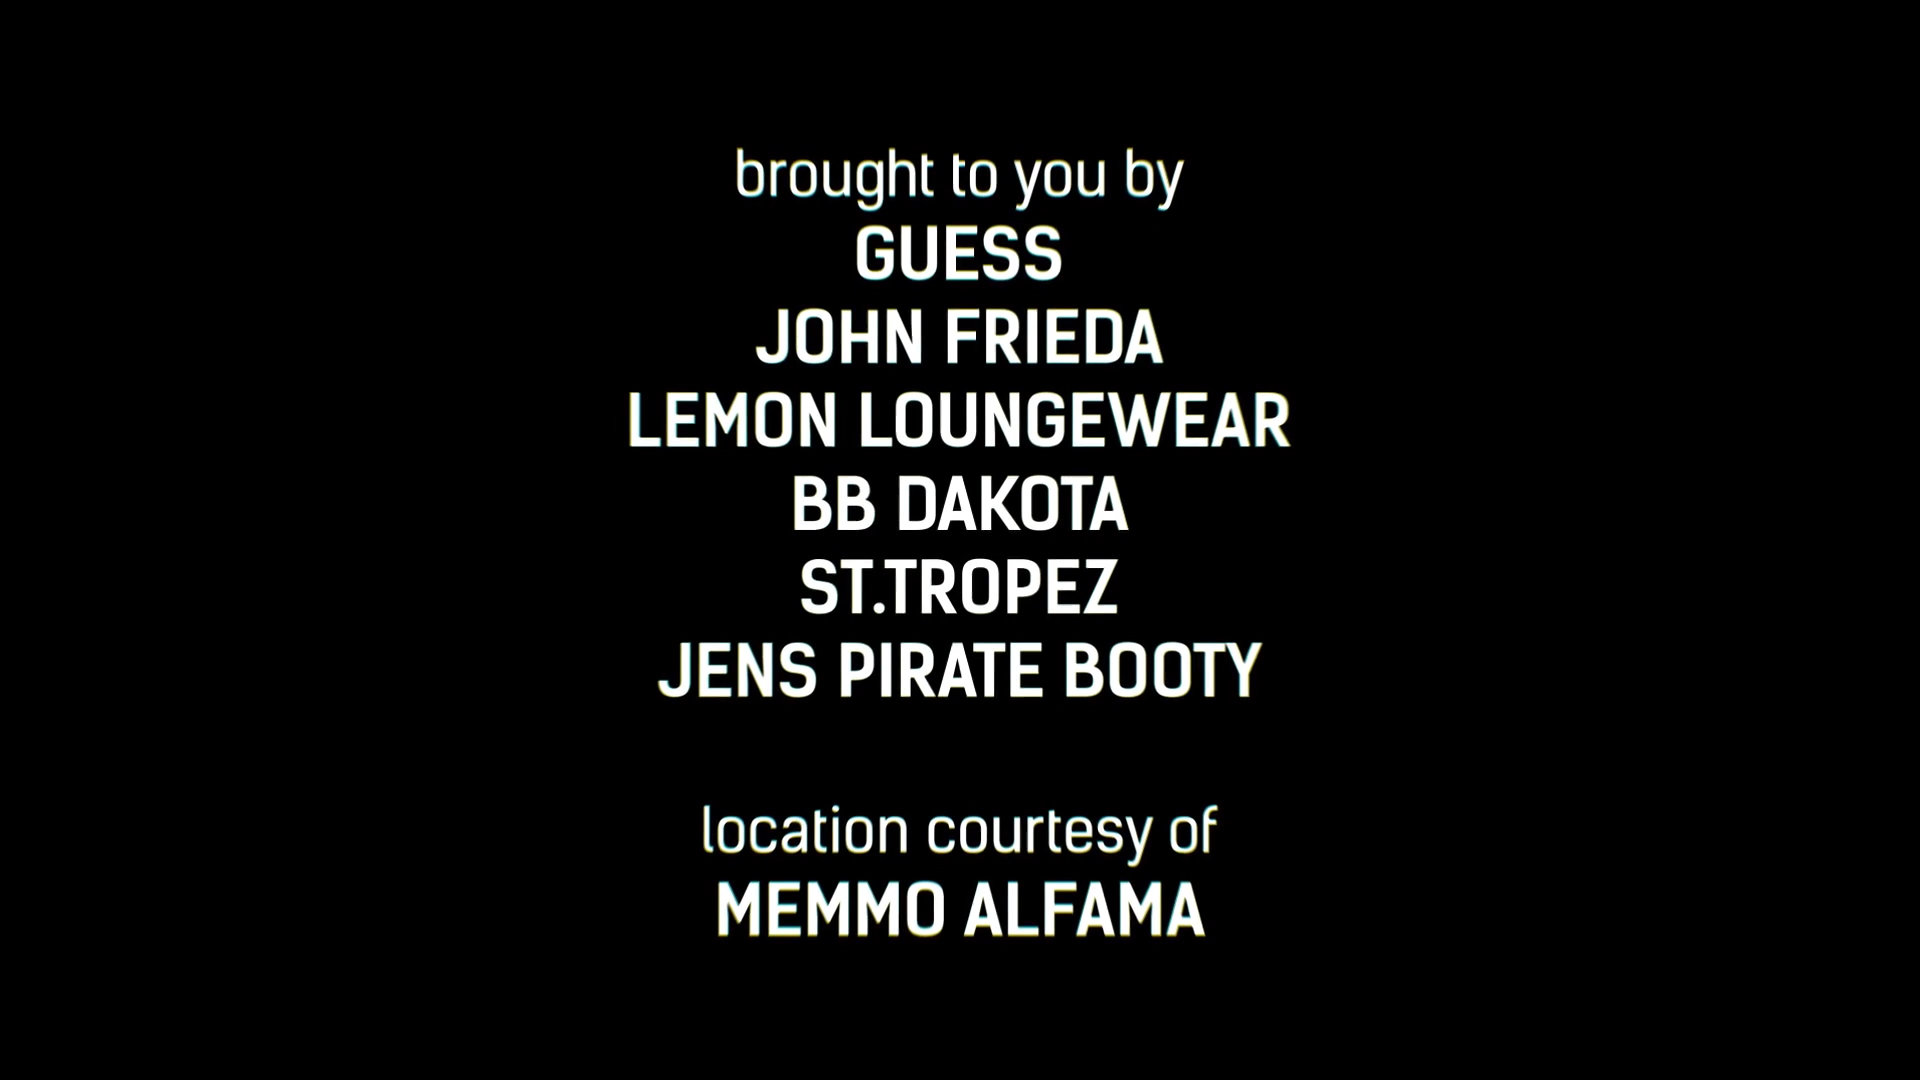 brought to you by
GUESS
JOHN FRIEDA
LEMON LOUNGEWEAR
BB DAKOTA
ST.TROPEZ
JENS PIRATE BOOTY
location courtesy of
MEMMO ALFAMA